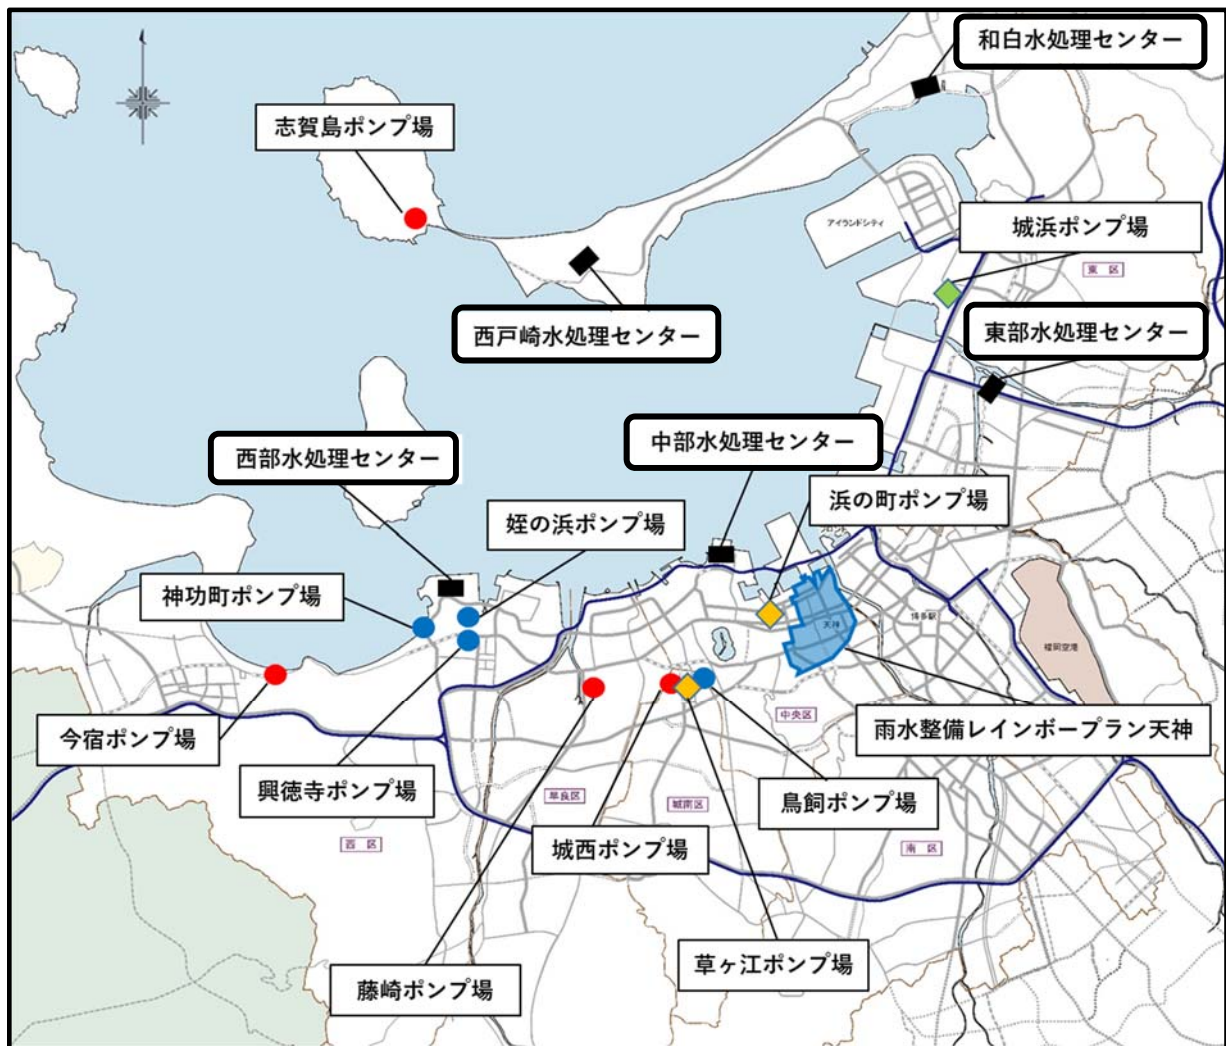 和白水処理センター
志賀島ポンプ場
アイランドシティ
城浜ポンプ場
東 区
西戸崎水処理センター
東部水処理センター
西部水処理センター
中部水処理センター
浜の町ポンプ場
姪の浜ポンプ場
神功町ポンプ場
天神
博多駅
福岡空港
今宿ポンプ場
中央区
雨水整備レインボープラン天神
興徳寺ポンプ場
早良区
城南区
鳥飼ポンプ場
西 区
城西ポンプ場
南 区
藤崎ポンプ場
草ヶ江ポンプ場